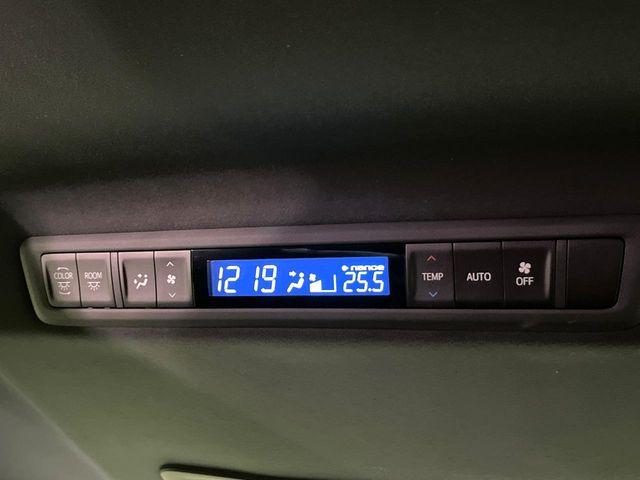 COLOR
ROOM
12 19
nanoe
25.5
TEMP
AUTO
OFF